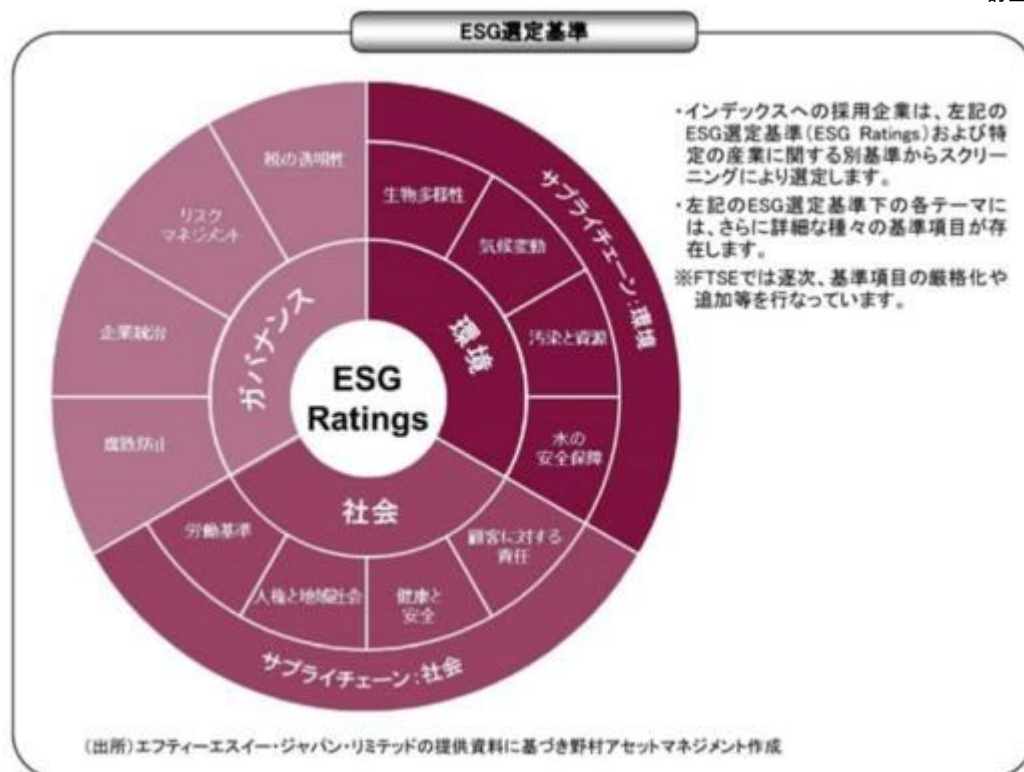 ESG選定基準
税の透明性
リスク
マネジメント
企業統治
腐敗防止
ガバナンス
生物多様性
気候変動
汚染と資源
水の
安全保障
環境
サプライチェーン:環境
ESG
Ratings
社会
労働基準
人権と地域社会
健康と
安全
顧客に対する
責任
サプライチェーン:社会
・インデックスへの採用企業は、左記の
ESG選定基準(ESG Ratings)および特
定の産業に関する別基準からスクリー
ニングにより選定します。
・左記のESG選定基準下の各テーマに
は、さらに詳細な種々の基準項目が存
在します。
※FTSEでは逐次、基準項目の厳格化や
追加等を行なっています。
(出所)エフティーエスイー・ジャパン・リミテッドの提供資料に基づき野村アセットマネジメント作成